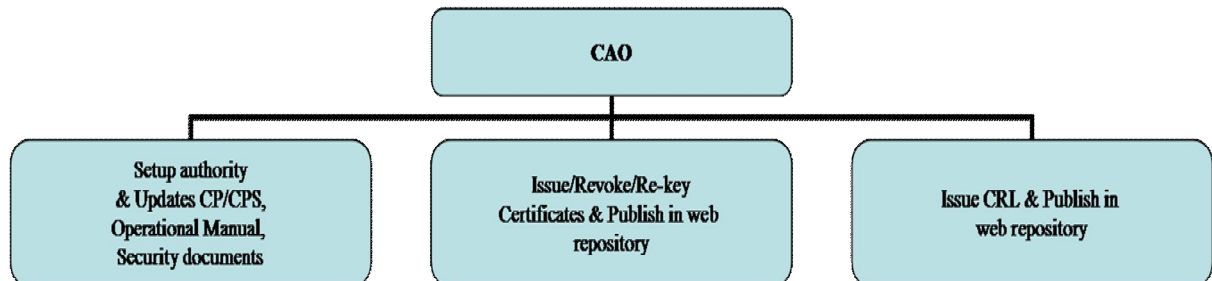 CAO
Setup authority
& Updates CP/CPS,
Operational Manual,
Security documents
Issue/Revoke/Re-key
Certificates & Publish in web
repository
Issue CRL & Publish in
web repository